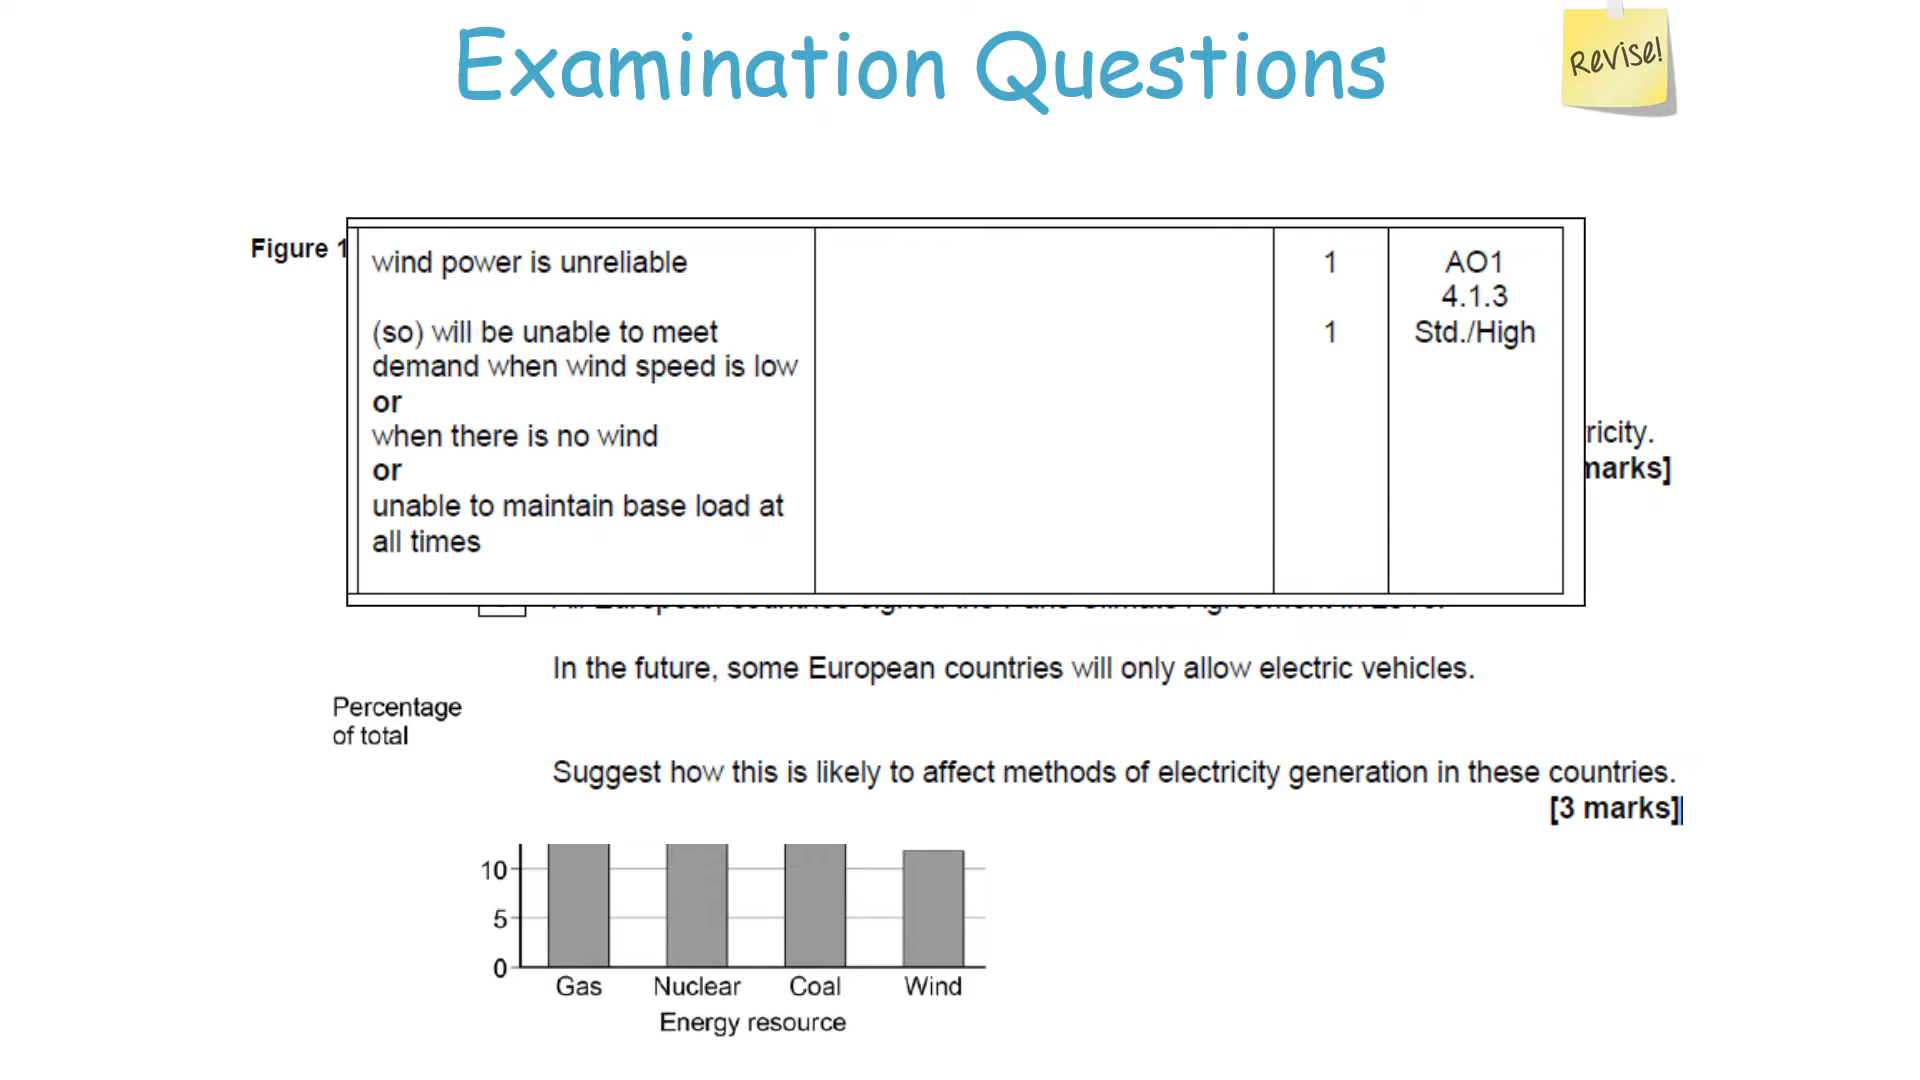 Examination Questions
Revise!
Figure 1
wind power is unreliable
1
AO1
4.1.3
(so) will be unable to meet
1
Std./High
demand when wind speed is low
or
when there is no wind
or
unable to maintain base load at
all times
ricity.
marks]
In the future, some European countries will only allow electric vehicles.
Percentage
of total
Suggest how this is likely to affect methods of electricity generation in these countries.
[3 marks]
10
5
0
Gas Nuclear Coal Wind
Energy resource